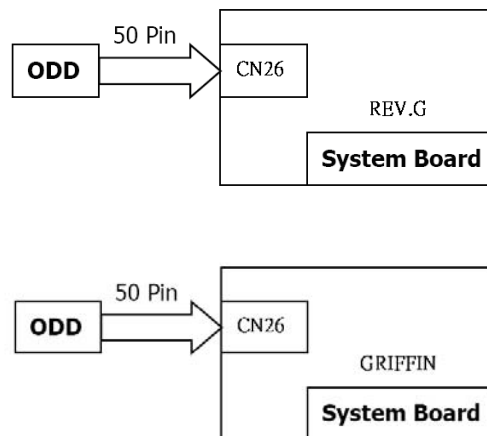 50 Pin
ODD
CN26
REV.G
System Board
50 Pin
ODD
CN26
GRIFFIN
System Board